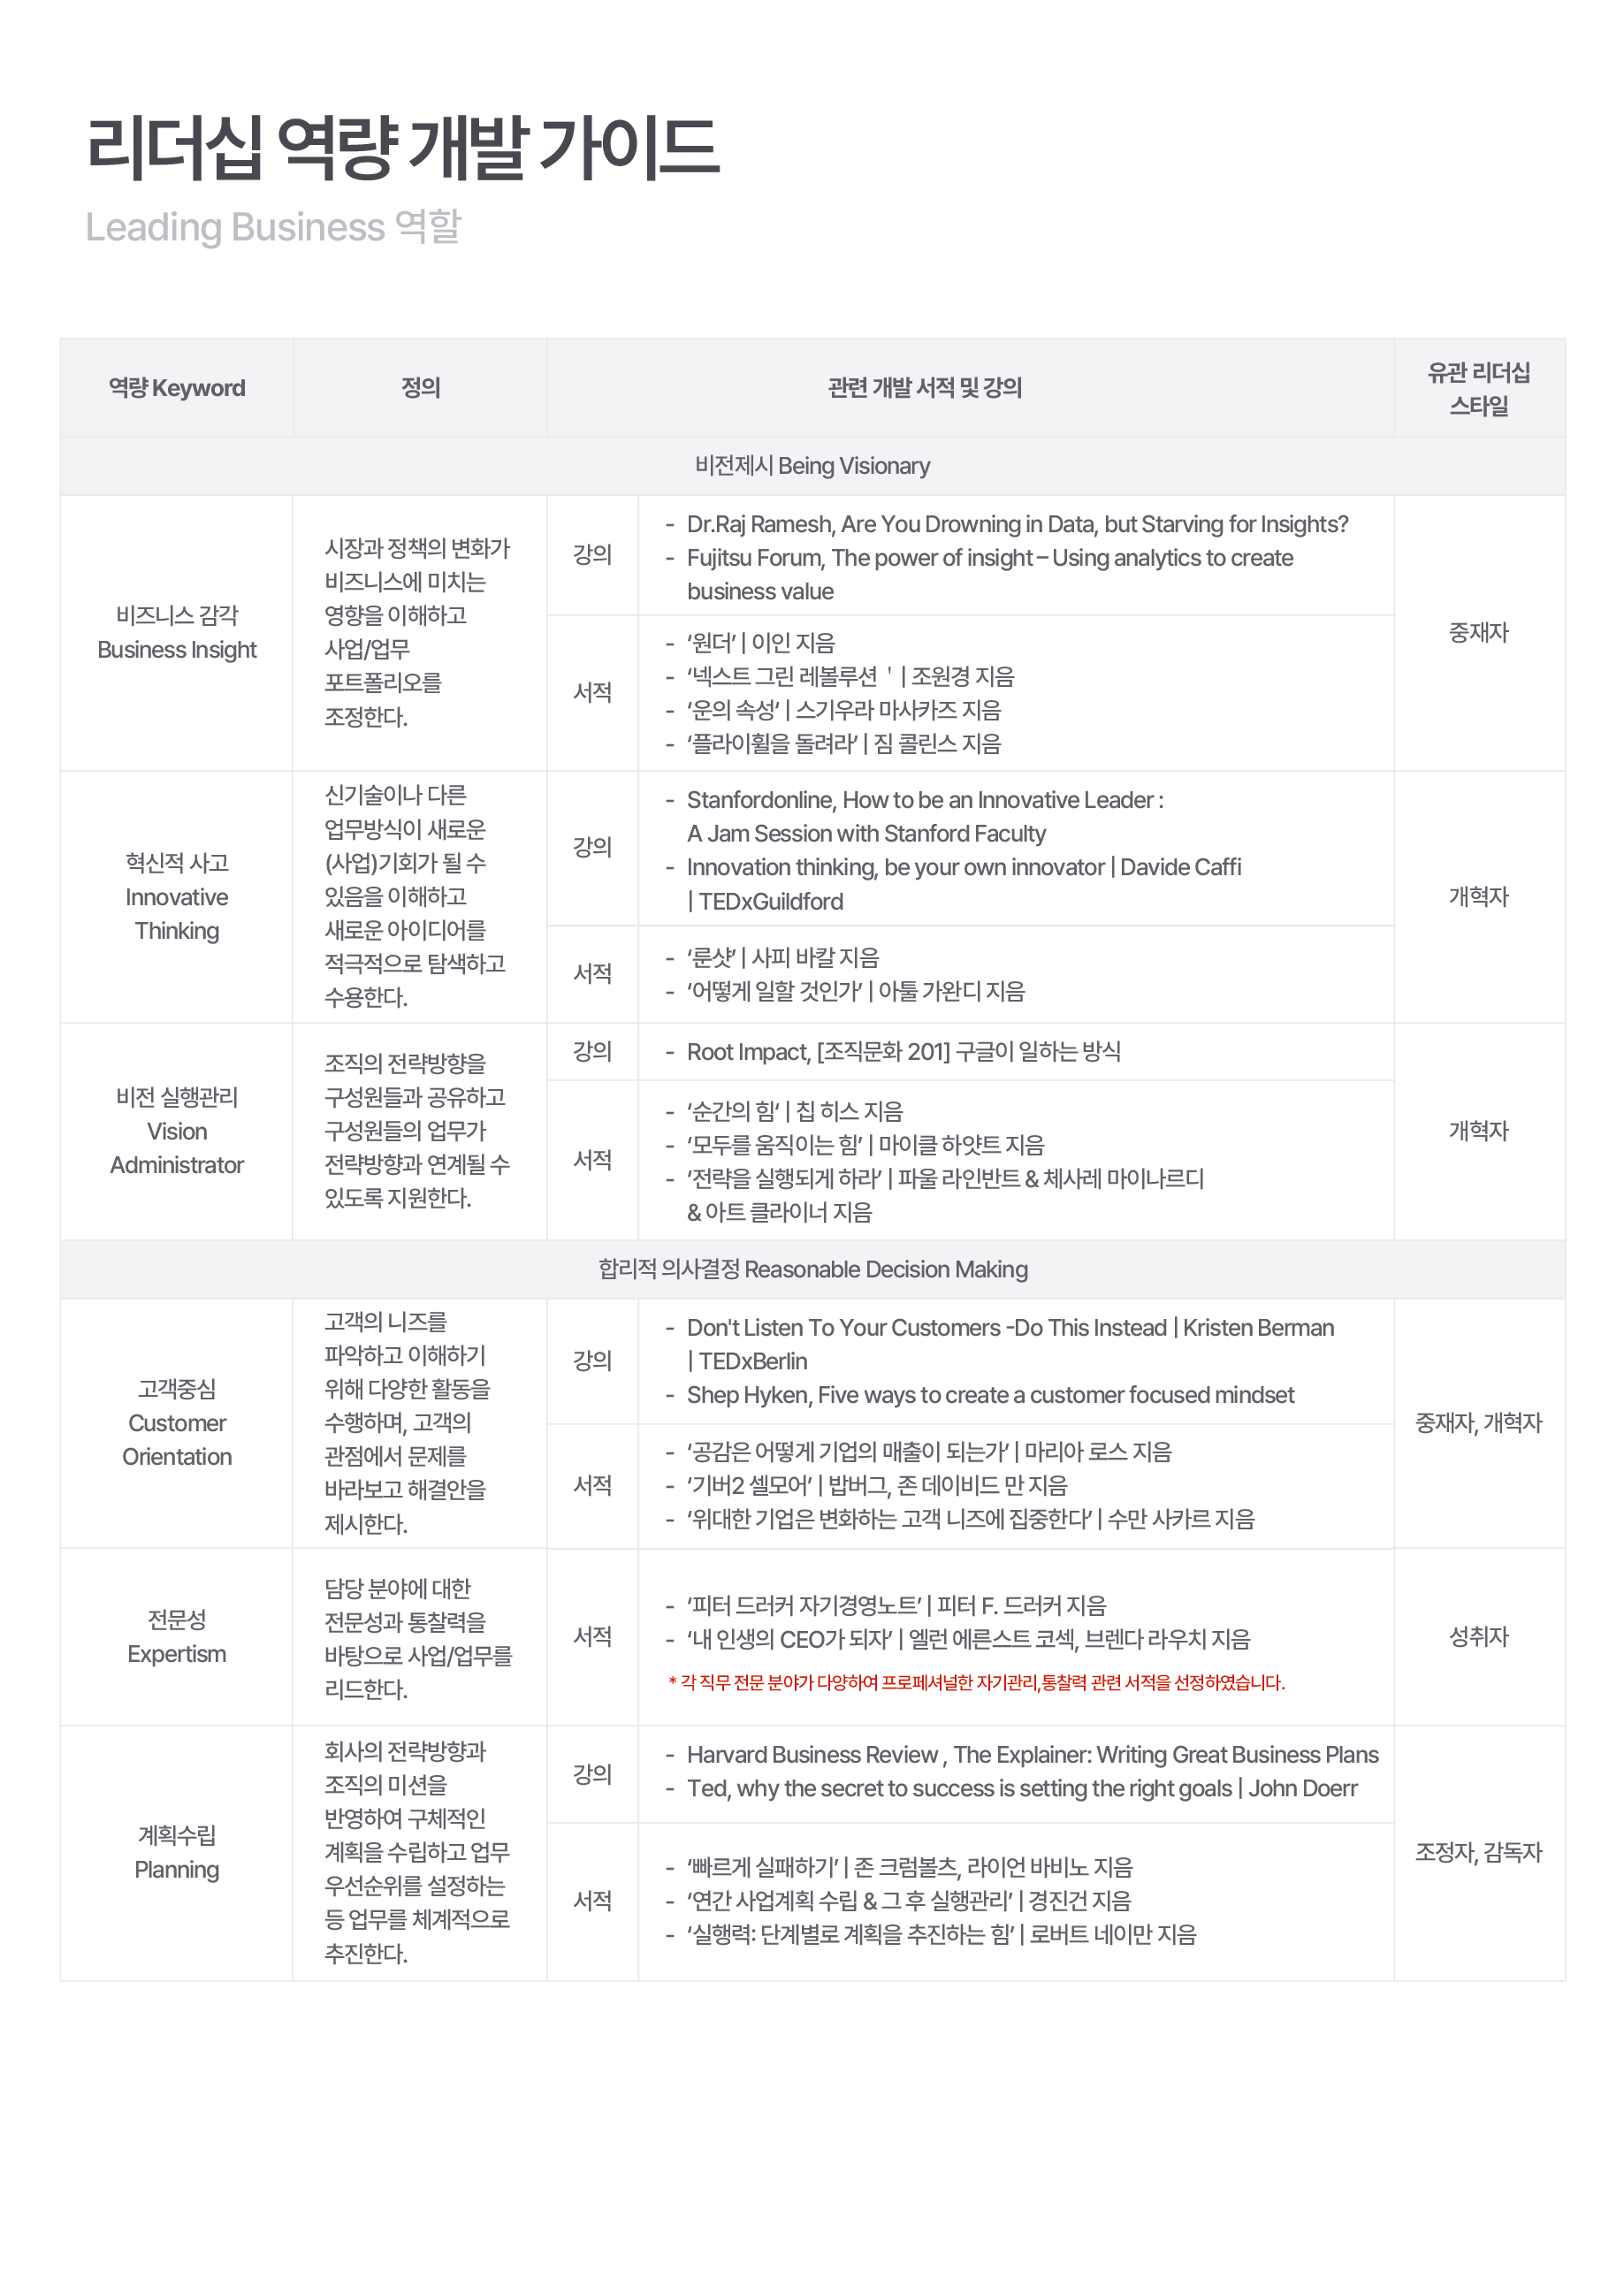 리더십 역량 개발 가이드
Leading Business 역할
역량 Keyword
정의
관련 개발 서적 및 강의
유관 리더십
스타일
비전제시 Being Visionary
비즈니스 감각
Business Insight
시장과 정책의 변화가
비즈니스에 미치는
영향을 이해하고
사업/업무
포트폴리오를
조정한다.
강의
- Dr.Raj Ramesh, Are You Drowning in Data, but Starving for Insights?
- Fujitsu Forum, The power of insight – Using analytics to create
business value
서적
- ‘원더’ | 이인 지음
- ‘넥스트 그린 레볼루션 ' | 조원경 지음
- ‘운의 속성‘ | 스기우라 마사카즈 지음
- ‘플라이휠을 돌려라’ | 짐 콜린스 지음
중재자
혁신적 사고
Innovative
Thinking
신기술이나 다른
업무방식이 새로운
(사업)기회가 될 수
있음을 이해하고
새로운 아이디어를
적극적으로 탐색하고
수용한다.
강의
- Stanfordonline, How to be an Innovative Leader :
A Jam Session with Stanford Faculty
- Innovation thinking, be your own innovator | Davide Caffi
| TEDxGuildford
서적
- ‘룬샷’ | 사피 바칼 지음
- ‘어떻게 일할 것인가’ | 아툴 가완디 지음
개혁자
비전 실행관리
Vision
Administrator
조직의 전략방향을
구성원들과 공유하고
구성원들의 업무가
전략방향과 연계될 수
있도록 지원한다.
강의
- Root Impact, [조직문화 201] 구글이 일하는 방식
서적
- ‘순간의 힘‘ | 칩 히스 지음
- ‘모두를 움직이는 힘’ | 마이클 하얏트 지음
- ‘전략을 실행되게 하라’ | 파울 라인반트 & 체사레 마이나르디
& 아트 클라이너 지음
개혁자
합리적 의사결정 Reasonable Decision Making
고객중심
Customer
Orientation
고객의 니즈를
파악하고 이해하기
위해 다양한 활동을
수행하며, 고객의
관점에서 문제를
바라보고 해결안을
제시한다.
강의
- Don't Listen To Your Customers -Do This Instead | Kristen Berman
| TEDxBerlin
- Shep Hyken, Five ways to create a customer focused mindset
서적
- ‘공감은 어떻게 기업의 매출이 되는가’ | 마리아 로스 지음
- ‘기버2 셀모어’ | 밥버그, 존 데이비드 만 지음
- ‘위대한 기업은 변화하는 고객 니즈에 집중한다’ | 수만 사카르 지음
중재자, 개혁자
전문성
Expertism
담당 분야에 대한
전문성과 통찰력을
바탕으로 사업/업무를
리드한다.
서적
- ‘피터 드러커 자기경영노트’ | 피터 F. 드러커 지음
- ‘내 인생의 CEO가 되자’ | 엘런 에른스트 코섹, 브렌다 라우치 지음
* 각 직무 전문 분야가 다양하여 프로페셔널한 자기관리,통찰력 관련 서적을 선정하였습니다.
성취자
계획수립
Planning
회사의 전략방향과
조직의 미션을
반영하여 구체적인
계획을 수립하고 업무
우선순위를 설정하는
등 업무를 체계적으로
추진한다.
강의
- Harvard Business Review , The Explainer: Writing Great Business Plans
- Ted, why the secret to success is setting the right goals | John Doerr
서적
- ‘빠르게 실패하기’ | 존 크럼볼츠, 라이언 바비노 지음
- ‘연간 사업계획 수립 & 그 후 실행관리’ | 경진건 지음
- ‘실행력: 단계별로 계획을 추진하는 힘’ | 로버트 네이만 지음
조정자, 감독자